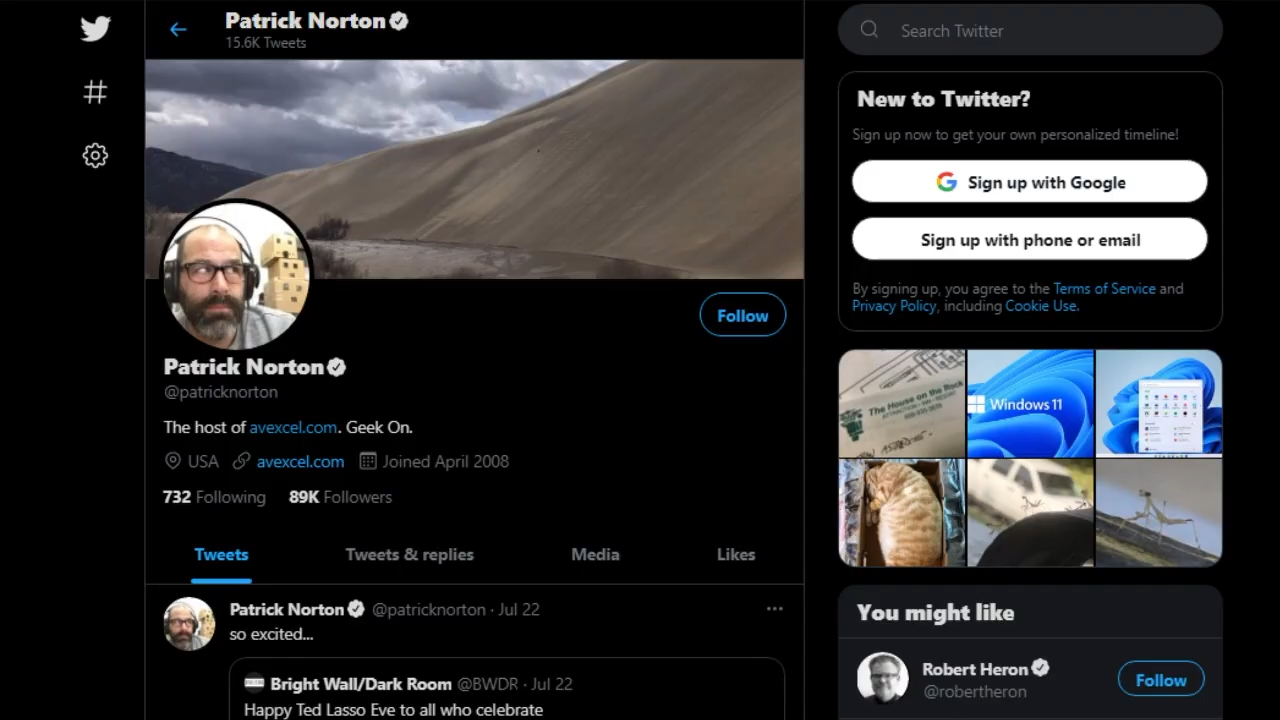 Patrick Norton
15.6K Tweets
Follow
Patrick Norton
@patricknorton
The host of avexcel.com. Geek On.
USA avexcel.com Joined April 2008
732 Following 89K Followers
Tweets Tweets & replies Media Likes
Patrick Norton @patricknorton · Jul 22
so excited...
Bright Wall/Dark Room @BWDR · Jul 22
Happy Ted Lasso Eve to all who celebrate
Search Twitter
New to Twitter?
Sign up now to get your own personalized timeline!
Sign up with Google
Sign up with phone or email
By signing up, you agree to the Terms of Service and
Privacy Policy, including Cookie Use.
The House on the Rock
Windows 11
You might like
Robert Heron
@robertheron
Follow